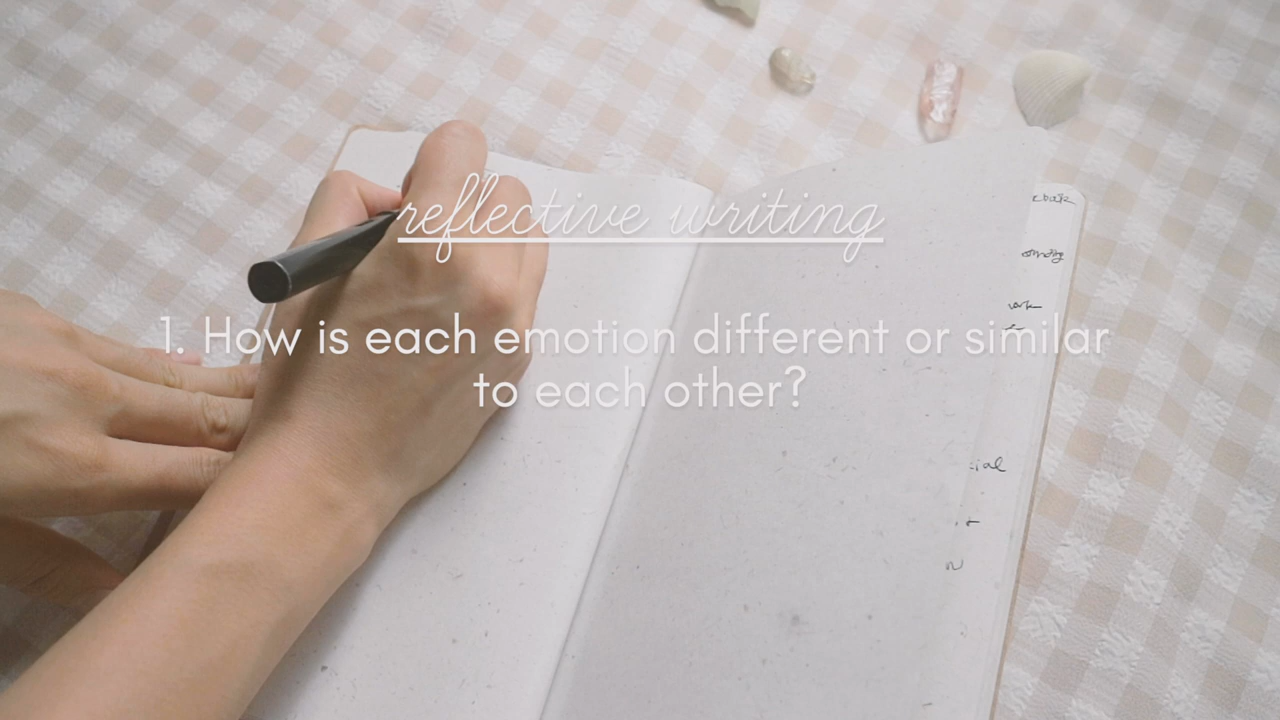 reflective writing
1. How is each emotion different or similar
to each other?